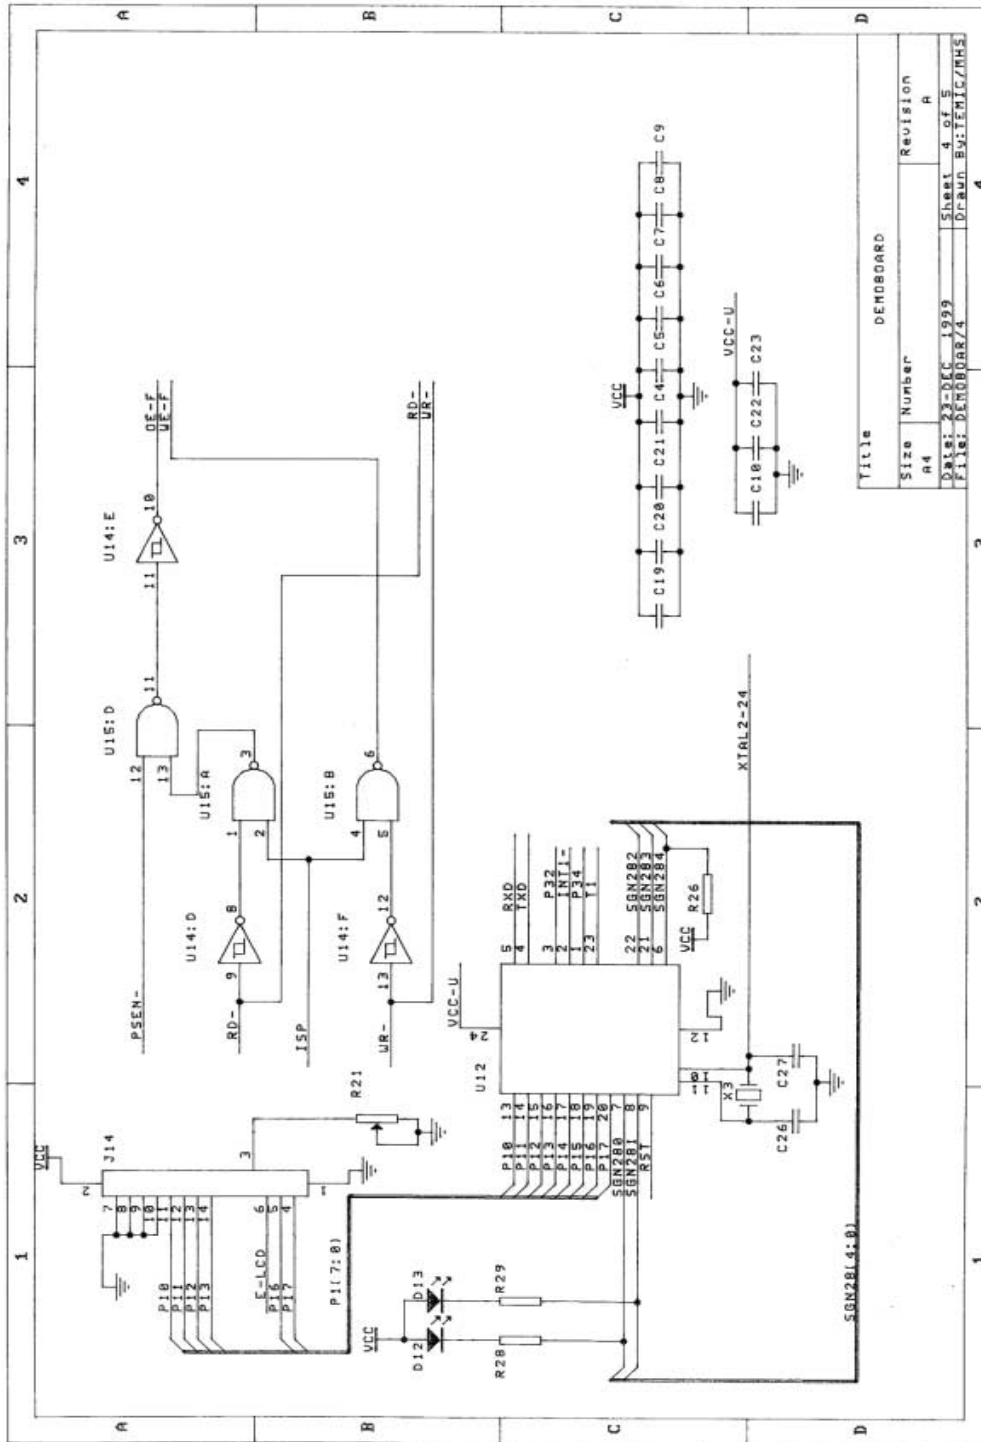 1
2
3
4
A
B
C
D
VCC
2
J14
7
8
9
10
11
12
13
14
6
5
4
3
1
R21
P10
P11
P12
P13
E-LCD
P16
P17
P1(7:0)
PSEN-
RD-
ISP
WR-
9
U14:D
8
13
U14:F
12
1
2
U15:A
3
4
5
U15:B
6
12
13
U15:D
11
11
U14:E
10
OE-F
WE-F
RD-
WR-
VCC
D12
D13
R28
R29
P10 13
P11 14
P12 15
P13 16
P14 17
P15 18
P16 19
P17 20
SGN280 7
SGN281 8
RST 9
U12
24
VCC-U
5 RXD
4 TXD
3 P32
2 INT1-
1 P34
23 T1
22 SGN282
21 SGN283
6 SGN284
VCC
R26
12
10
11
X3
C26
C27
XTAL2-24
SGN28(4:0)
VCC
C19
C20
C21
C4
C5
C6
C7
C8
C9
VCC-U
C10
C22
C23
Title
DEMOBOARD
Size
Number
Revision
A4
A
Date: 23-DEC 1999
Sheet 4 of 5
File: DEMOBOAR/4
Drawn By:TEMIC/MHS
A
B
C
D
1
2
3
4